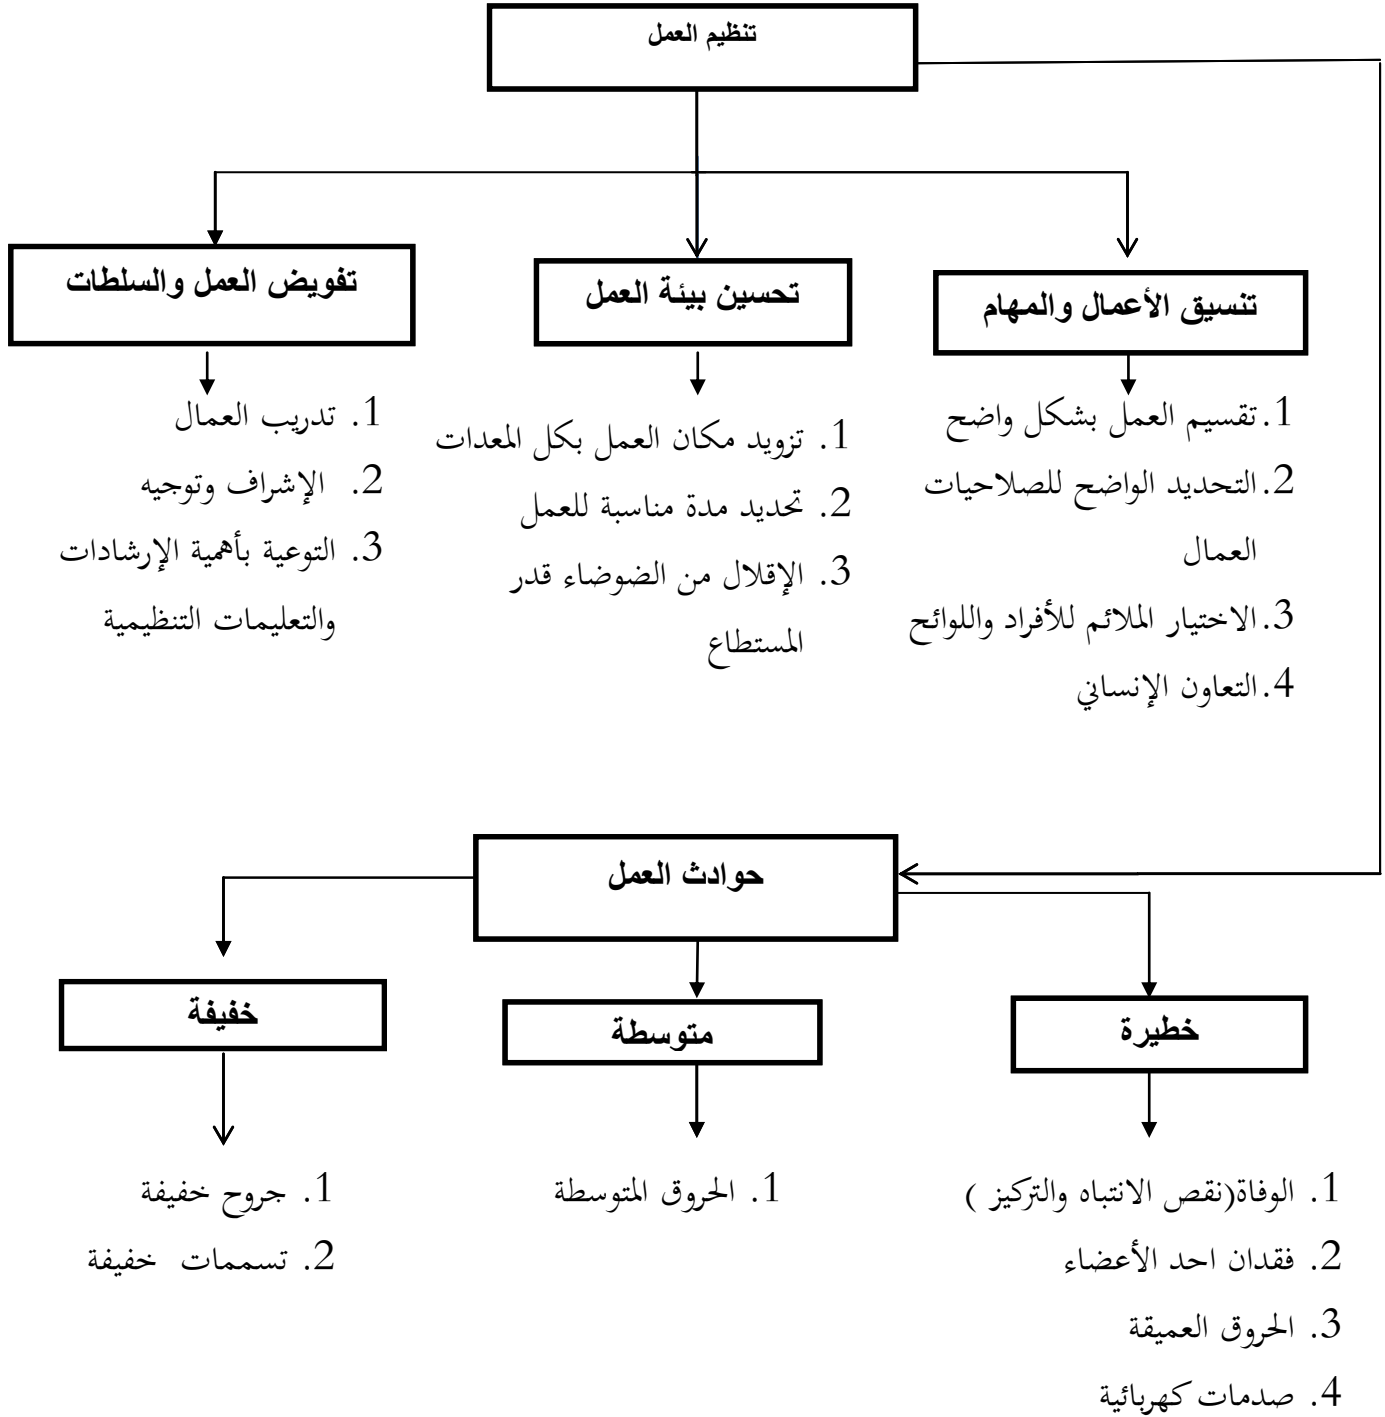 تنظيم العمل
تنسيق الأعمال والمهام
1. تقسيم العمل بشكل واضح
2. التحديد الواضح للصلاحيات
العمال
3. الاختيار الملائم للأفراد واللوائح
4. التعاون الإنساني
تحسين بيئة العمل
1. تزويد مكان العمل بكل المعدات
2. تحديد مدة مناسبة للعمل
3. الإقلال من الضوضاء قدر
المستطاع
تفويض العمل والسلطات
1. تدريب العمال
2. الإشراف وتوجيه
3. التوعية بأهمية الإرشادات
والتعليمات التنظيمية
حوادث العمل
خطيرة
1. الوفاة(نقص الانتباه والتركيز )
2. فقدان احد الأعضاء
3. الحروق العميقة
4. صدمات كهربائية
متوسطة
1. الحروق المتوسطة
خفيفة
1. جروح خفيفة
2. تسممات خفيفة